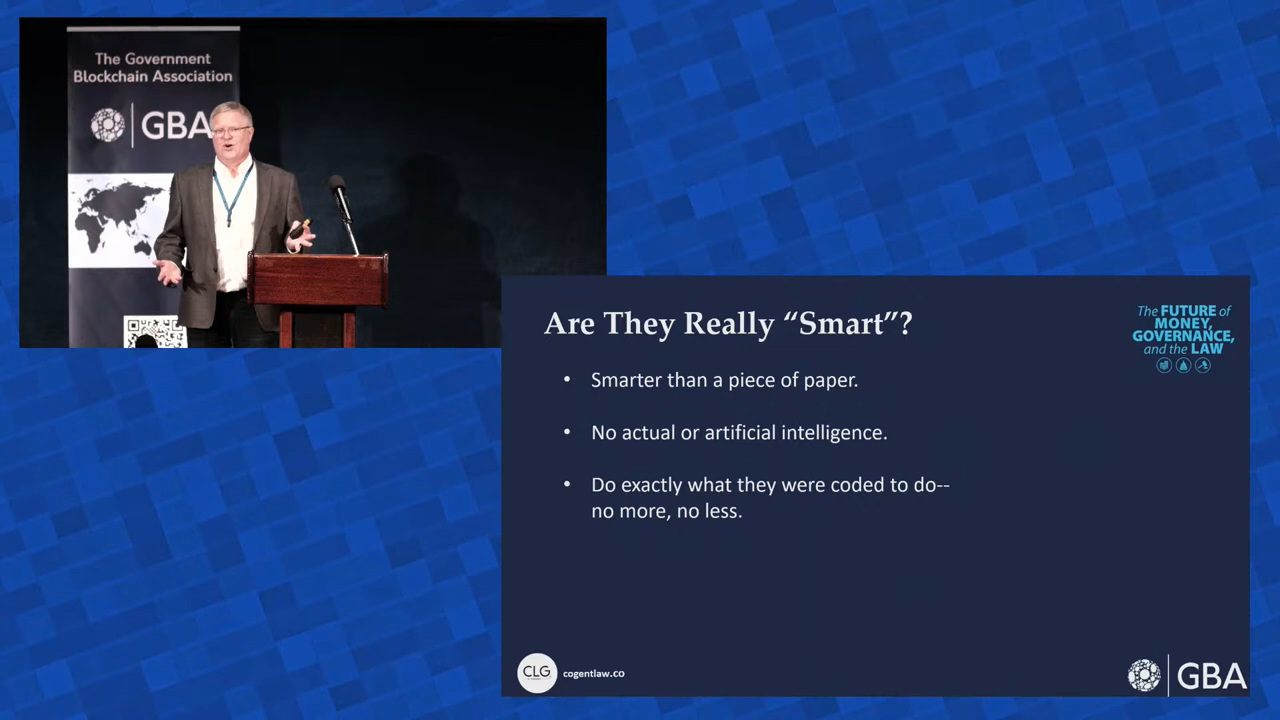 The Government
Blockchain Association
GBA
Are They Really “Smart”?
The FUTURE of
MONEY,
GOVERNANCE,
and the LAW
• Smarter than a piece of paper.
• No actual or artificial intelligence.
• Do exactly what they were coded to do--
no more, no less.
CLG
cogentlaw.co
GBA